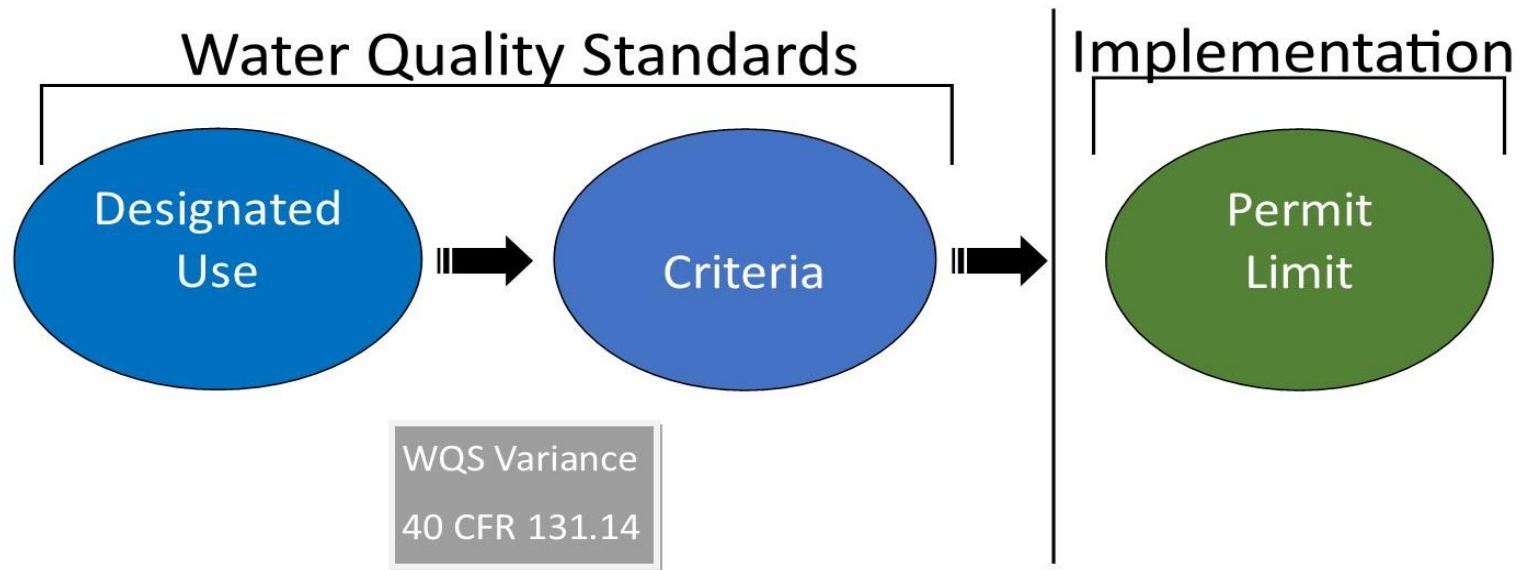 Water Quality Standards
Implementation
Designated
Use
Criteria
Permit
Limit
WQS Variance
40 CFR 131.14